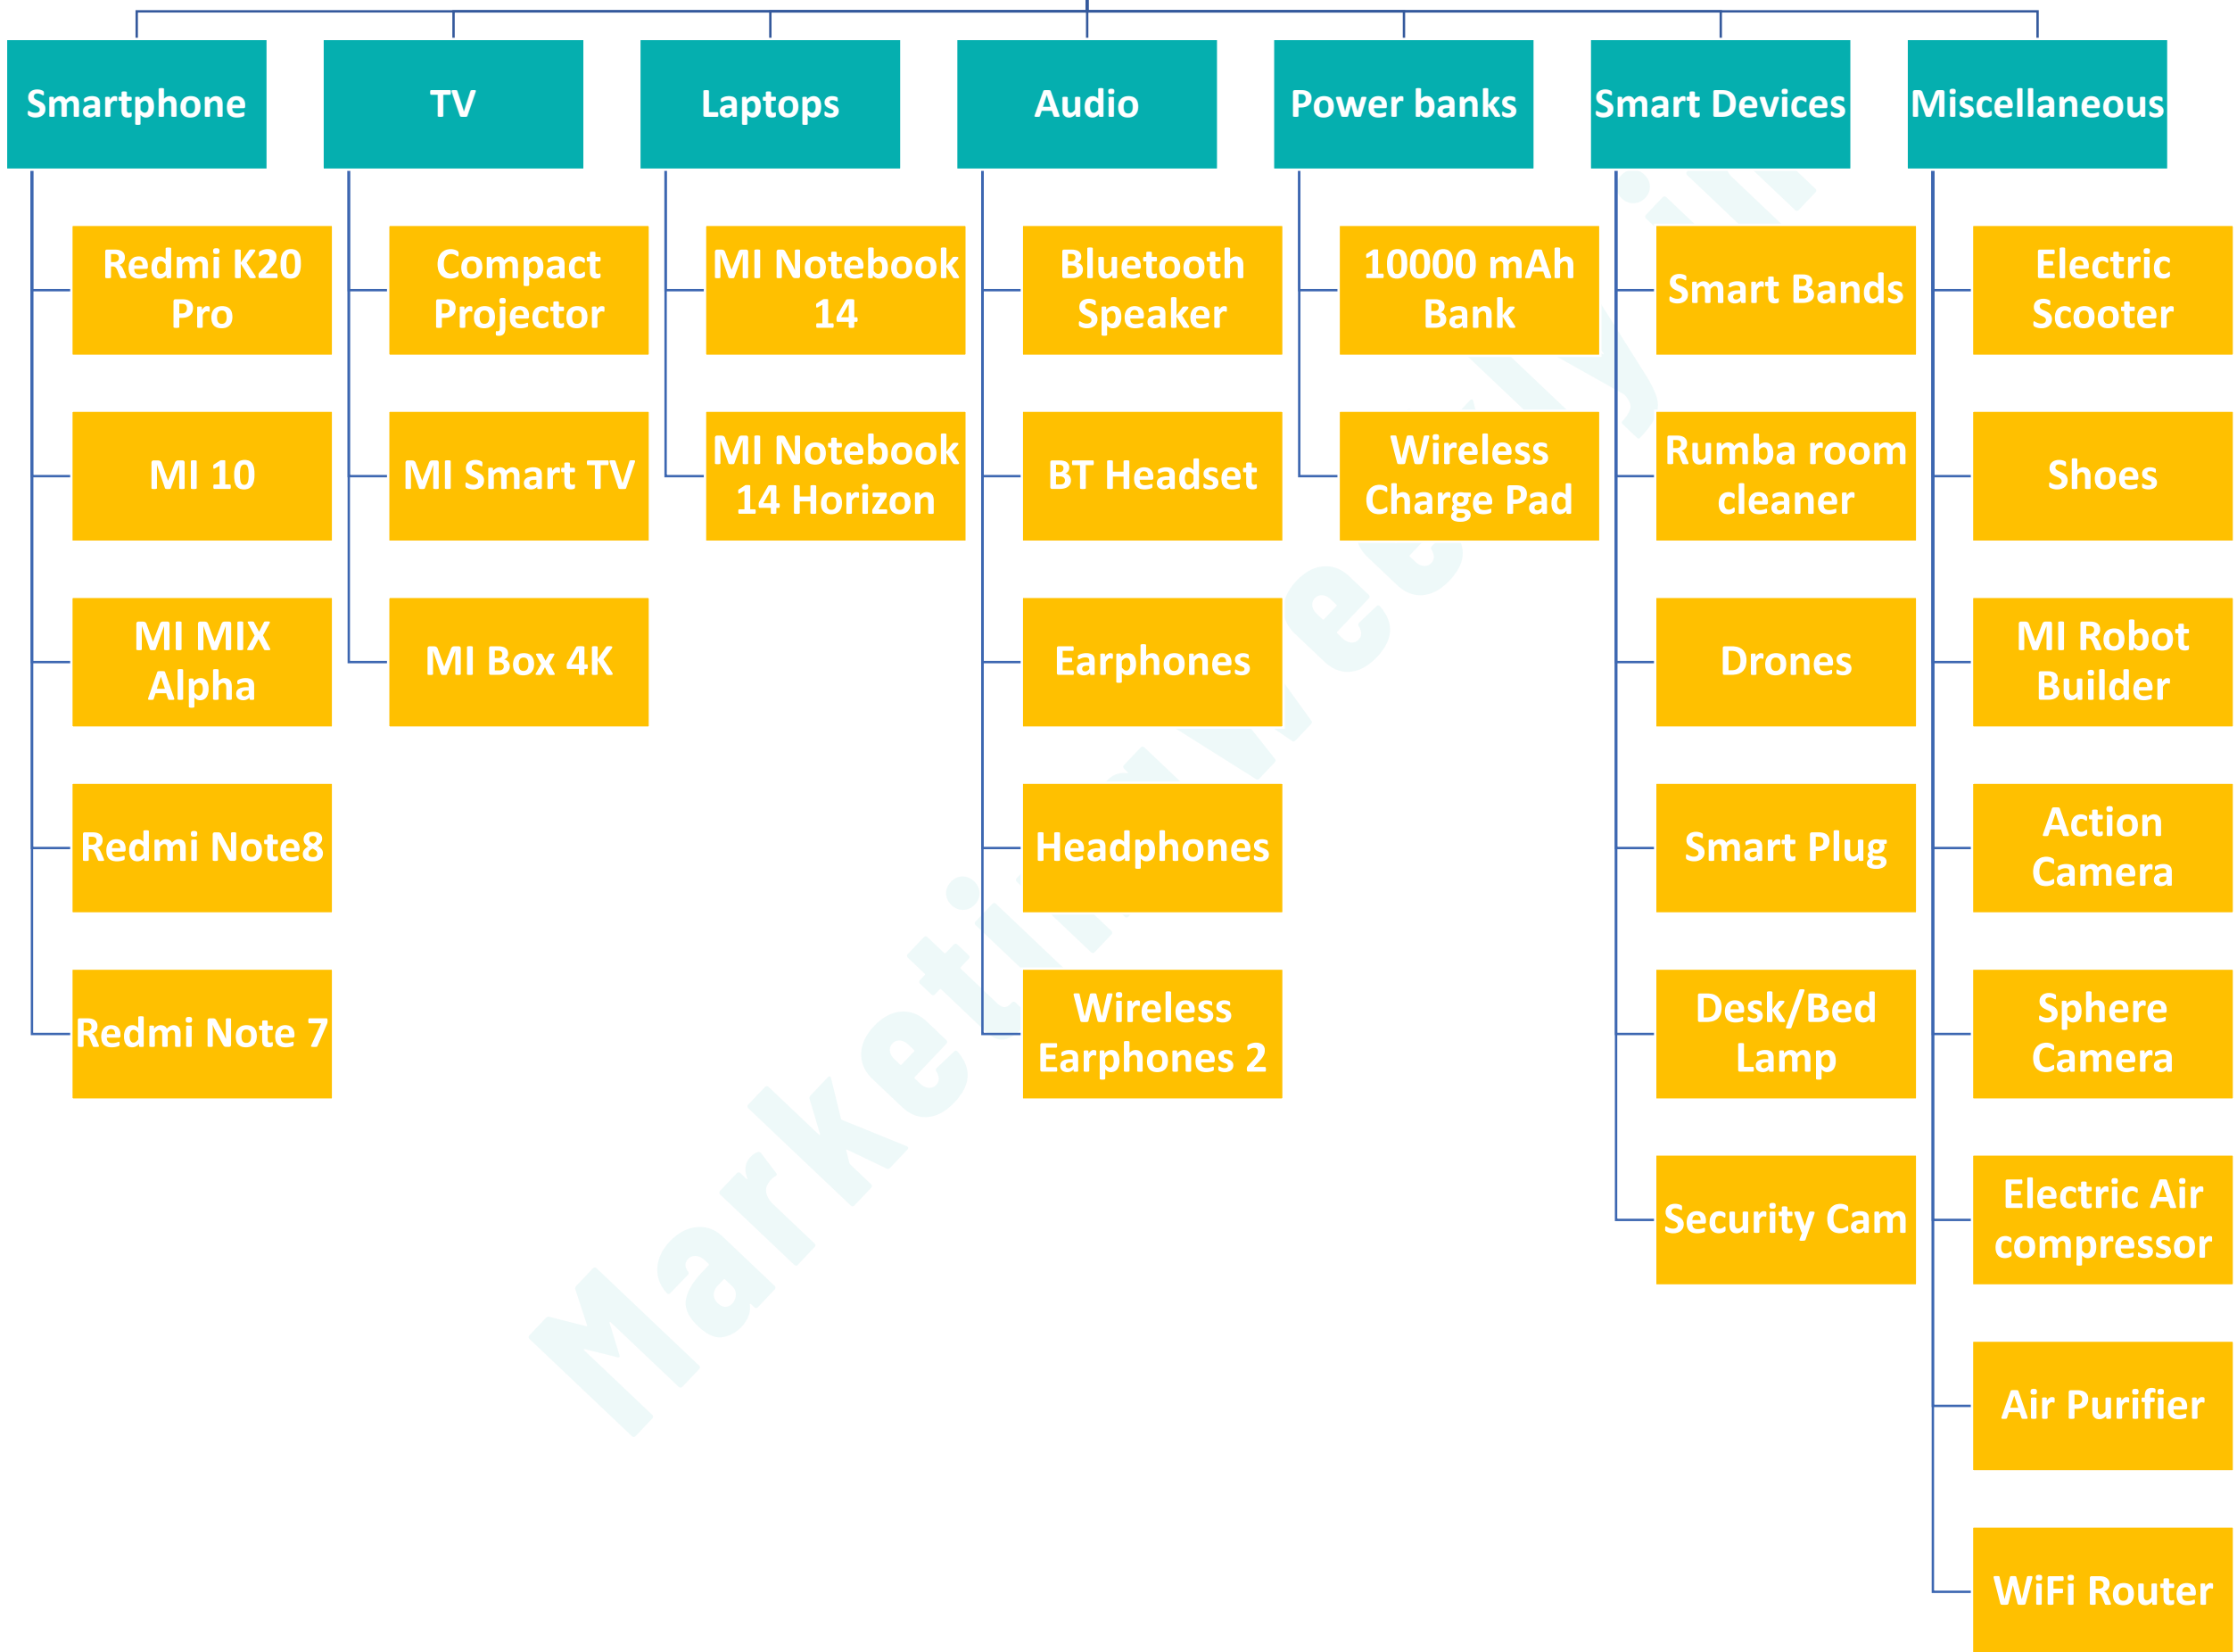 Smartphone
TV
Laptops
Audio
Power banks
Smart Devices
Miscellaneous
Redmi K20
Pro
MI 10
MI MIX
Alpha
Redmi Note8
Redmi Note 7
Compact
Projector
MI Smart TV
MI Box 4K
MI Notebook
14
MI Notebook
14 Horizon
Bluetooth
Speaker
BT Headset
Earphones
Headphones
Wireless
Earphones 2
10000 mAh
Bank
Wireless
Charge Pad
Smart Bands
Rumba room
cleaner
Drones
Smart Plug
Desk/Bed
Lamp
Security Cam
Electric
Scooter
Shoes
MI Robot
Builder
Action
Camera
Sphere
Camera
Electric Air
compressor
Air Purifier
WiFi Router